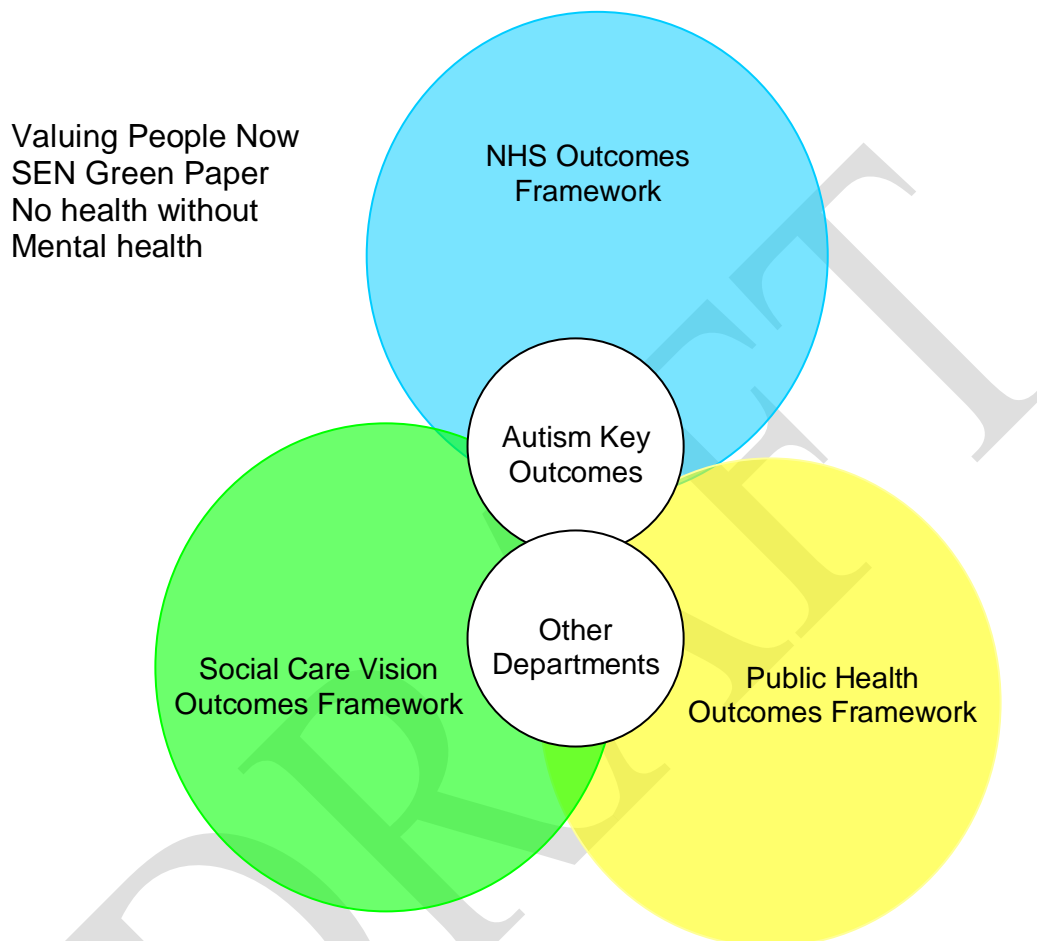 Valuing People Now
SEN Green Paper
No health without
Mental health
NHS Outcomes
Framework
Autism Key
Outcomes
Other
Departments
Social Care Vision
Outcomes Framework
Public Health
Outcomes Framework
DRAFT